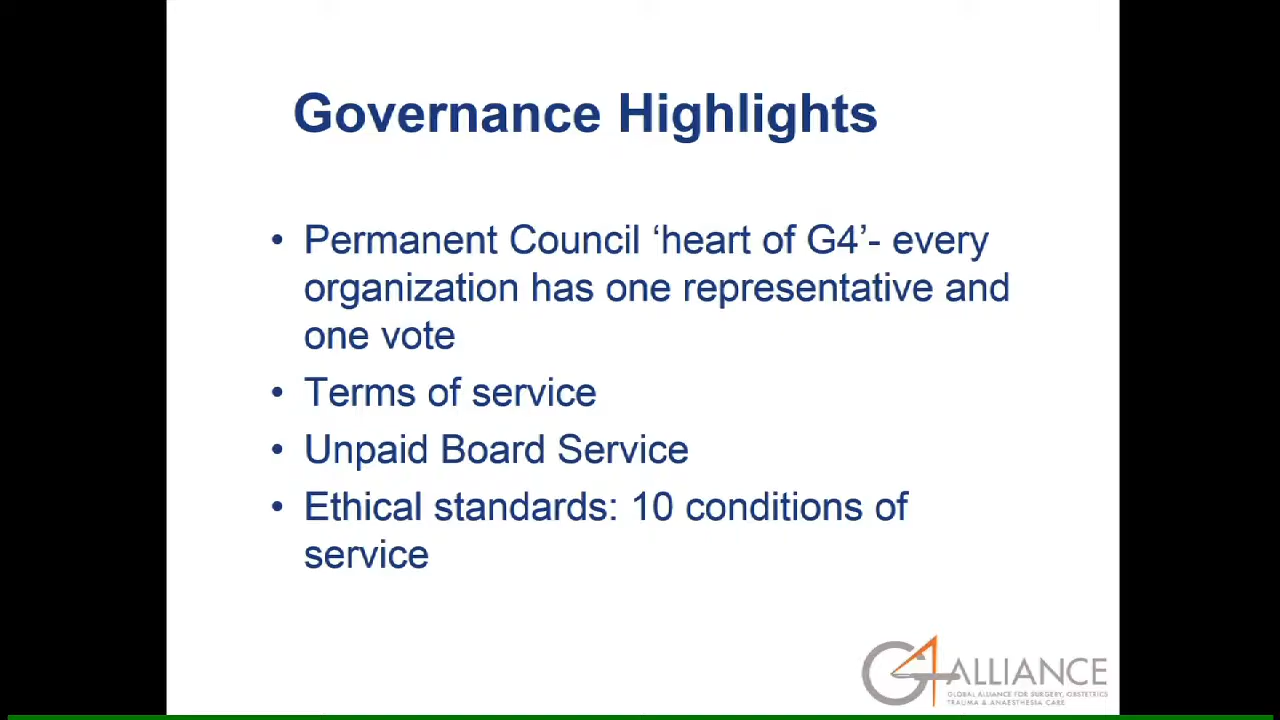 Governance Highlights
• Permanent Council ‘heart of G4’- every
organization has one representative and
one vote
• Terms of service
• Unpaid Board Service
• Ethical standards: 10 conditions of
service
G4 ALLIANCE
GLOBAL ALLIANCE FOR SURGERY, OBSTETRICS
TRAUMA & ANAESTHESIA CARE